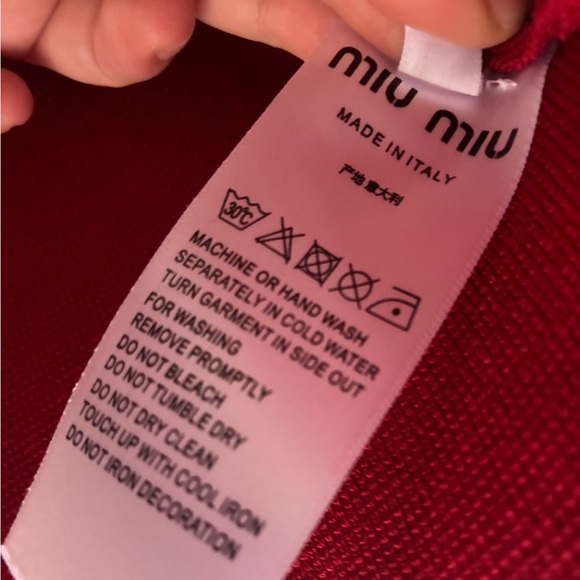 miu miu
MADE IN ITALY
产地 意大利
30℃
MACHINE OR HAND WASH
SEPARATELY IN COLD WATER
TURN GARMENT IN SIDE OUT
FOR WASHING
REMOVE PROMPTLY
DO NOT BLEACH
DO NOT TUMBLE DRY
DO NOT DRY CLEAN
TOUCH UP WITH COOL IRON
DO NOT IRON DECORATION